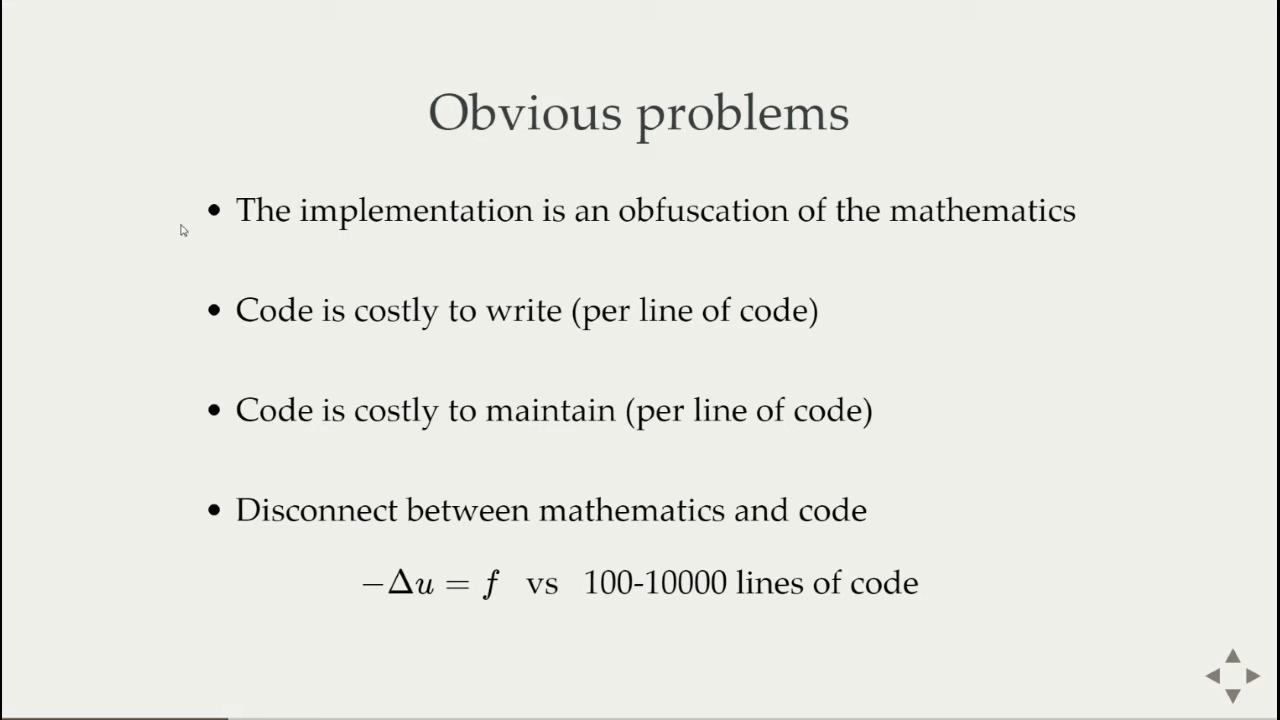 Obvious problems
• The implementation is an obfuscation of the mathematics
• Code is costly to write (per line of code)
• Code is costly to maintain (per line of code)
• Disconnect between mathematics and code
−Δu = f vs 100-10000 lines of code